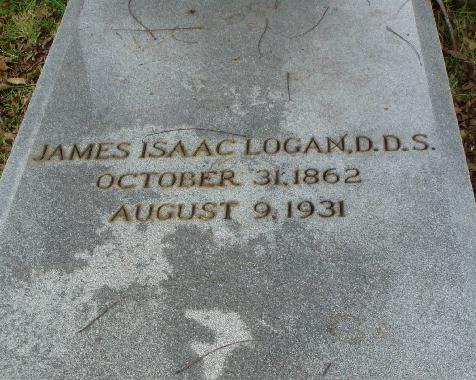 JAMES ISAAC LOGAN, D.D.S.
OCTOBER 31, 1862
AUGUST 9, 1931